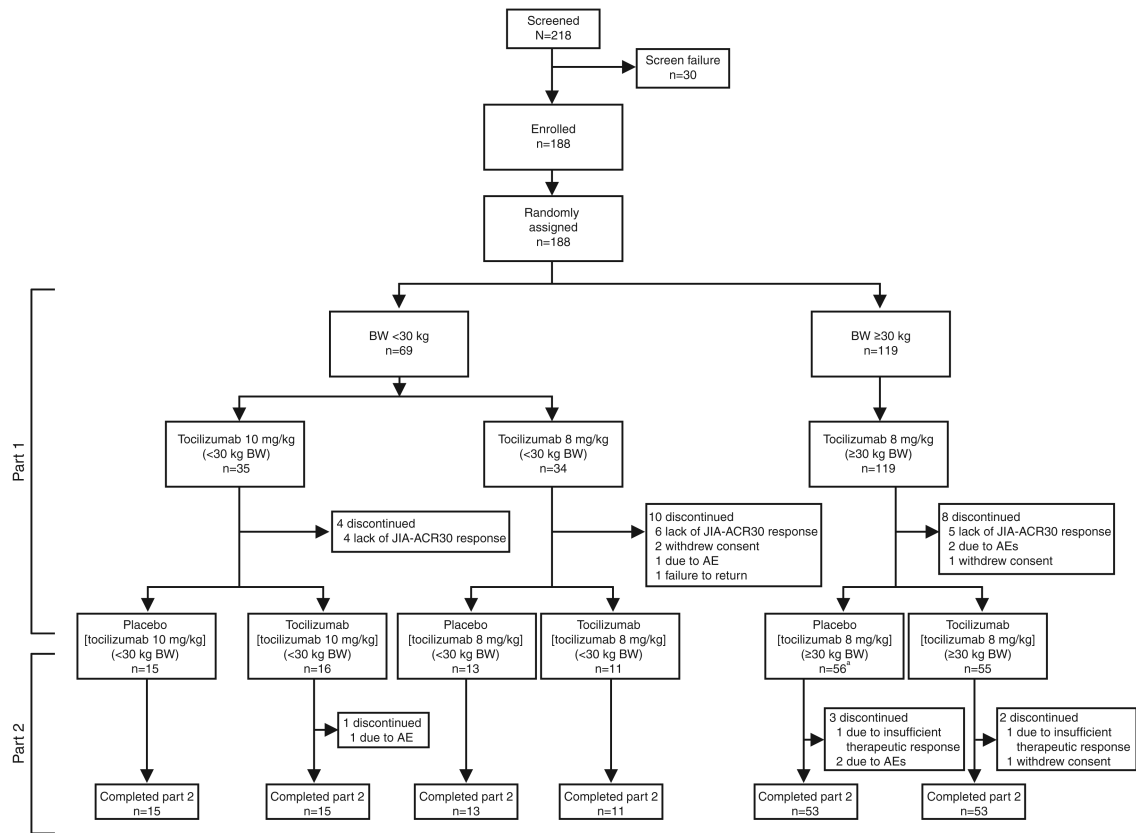 Screened
N=218
Screen failure
n=30
Enrolled
n=188
Randomly
assigned
n=188
Part 1
BW <30 kg
n=69
BW ≥30 kg
n=119
Tocilizumab 10 mg/kg
(<30 kg BW)
n=35
Tocilizumab 8 mg/kg
(<30 kg BW)
n=34
Tocilizumab 8 mg/kg
(≥30 kg BW)
n=119
4 discontinued
4 lack of JIA-ACR30 response
10 discontinued
6 lack of JIA-ACR30 response
2 withdrew consent
1 due to AE
1 failure to return
8 discontinued
5 lack of JIA-ACR30 response
2 due to AEs
1 withdrew consent
Placebo
[tocilizumab 10 mg/kg]
(<30 kg BW)
n=15
Tocilizumab
[tocilizumab 10 mg/kg]
(<30 kg BW)
n=16
Placebo
[tocilizumab 8 mg/kg]
(<30 kg BW)
n=13
Tocilizumab
[tocilizumab 8 mg/kg]
(<30 kg BW)
n=11
Placebo
[tocilizumab 8 mg/kg]
(≥30 kg BW)
n=56ᵃ
Tocilizumab
[tocilizumab 8 mg/kg]
(≥30 kg BW)
n=55
Part 2
1 discontinued
1 due to AE
3 discontinued
1 due to insufficient
therapeutic response
2 due to AEs
2 discontinued
1 due to insufficient
therapeutic response
1 withdrew consent
Completed part 2
n=15
Completed part 2
n=15
Completed part 2
n=13
Completed part 2
n=11
Completed part 2
n=53
Completed part 2
n=53